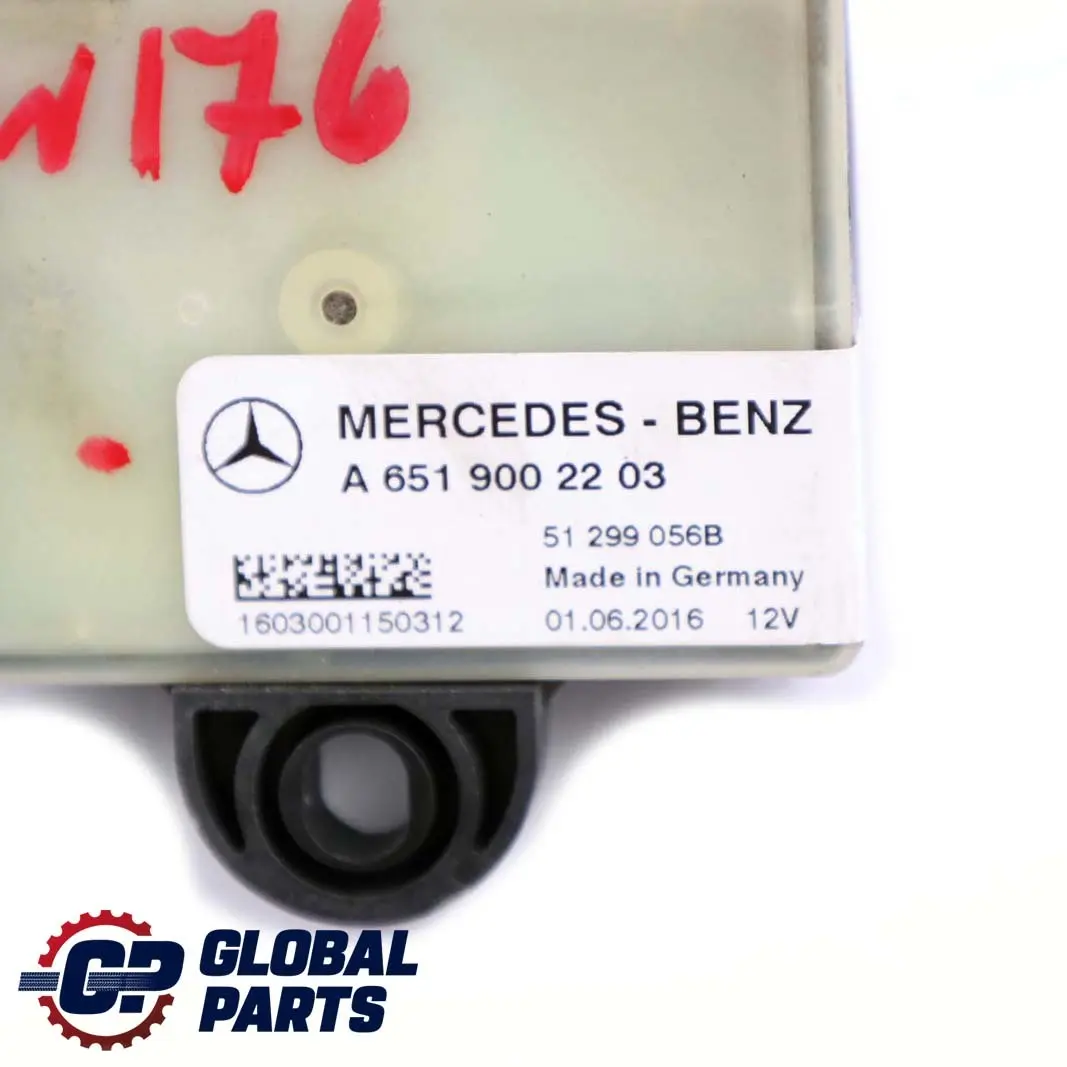 W176
MERCEDES - BENZ
A 651 900 22 03
51 299 056B
Made in Germany
1603001150312
01.06.2016 12V
CP GLOBAL
PARTS